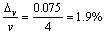 Δᵥ/v = 0.075/4 = 1.9%